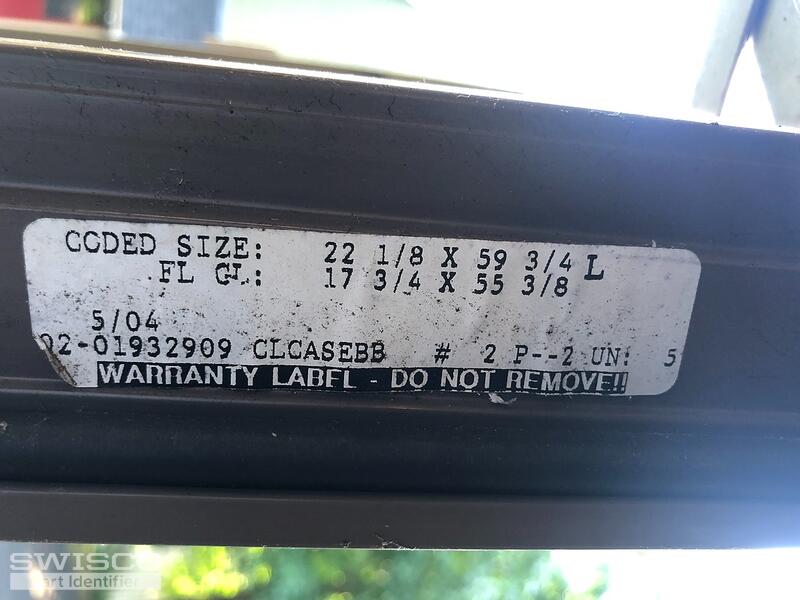 CODED SIZE: 22 1/8 X 59 3/4 L
FL GL: 17 3/4 X 55 3/8
5/04
02-01932909 CLCASEBB # 2 P--2 UN: 5
WARRANTY LABEL - DO NOT REMOVE!!
SWISCO
Part Identifier